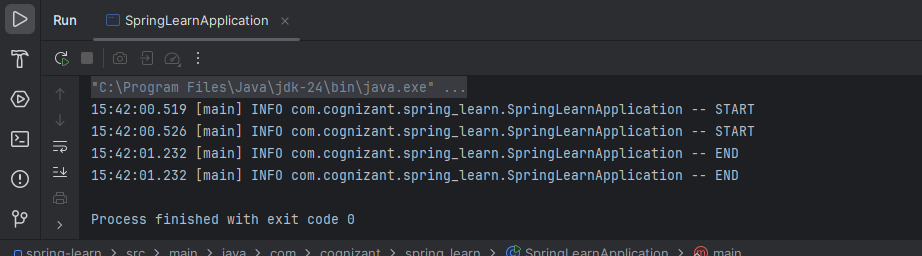 Run SpringLearnApplication
"C:\Program Files\Java\jdk-24\bin\java.exe" ...
15:42:00.519 [main] INFO com.cognizant.spring_learn.SpringLearnApplication -- START
15:42:00.526 [main] INFO com.cognizant.spring_learn.SpringLearnApplication -- START
15:42:01.232 [main] INFO com.cognizant.spring_learn.SpringLearnApplication -- END
15:42:01.232 [main] INFO com.cognizant.spring_learn.SpringLearnApplication -- END
Process finished with exit code 0
spring-learn > src > main > java > com > cognizant > spring_learn > SpringLearnApplication > main